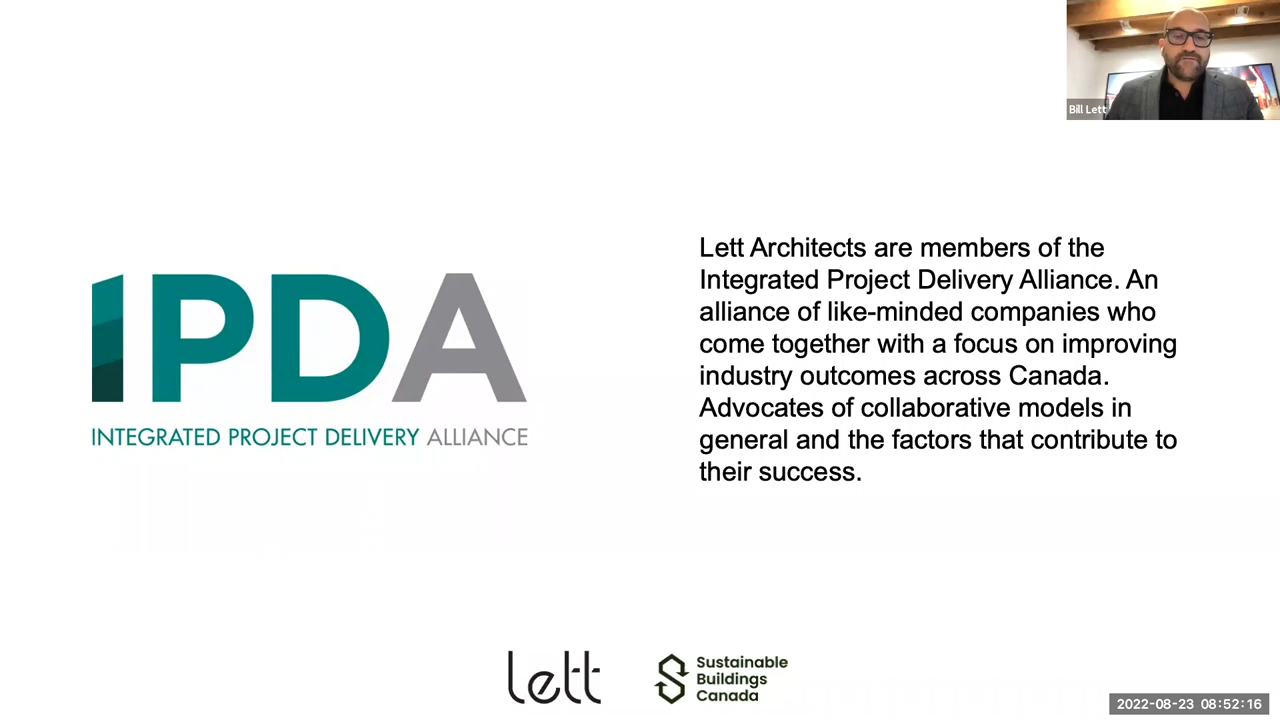 Bill Lett
IPDA
INTEGRATED PROJECT DELIVERY ALLIANCE
Lett Architects are members of the
Integrated Project Delivery Alliance. An
alliance of like-minded companies who
come together with a focus on improving
industry outcomes across Canada.
Advocates of collaborative models in
general and the factors that contribute to
their success.
lett
Sustainable
Buildings
Canada
2022-08-23 08:52:16